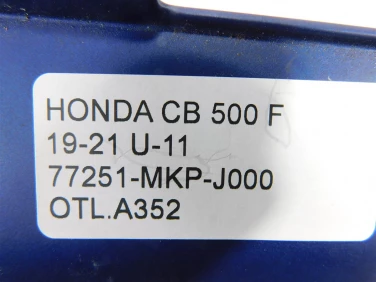 HONDA CB 500 F
19-21 U-11
77251-MKP-J000
OTL.A352